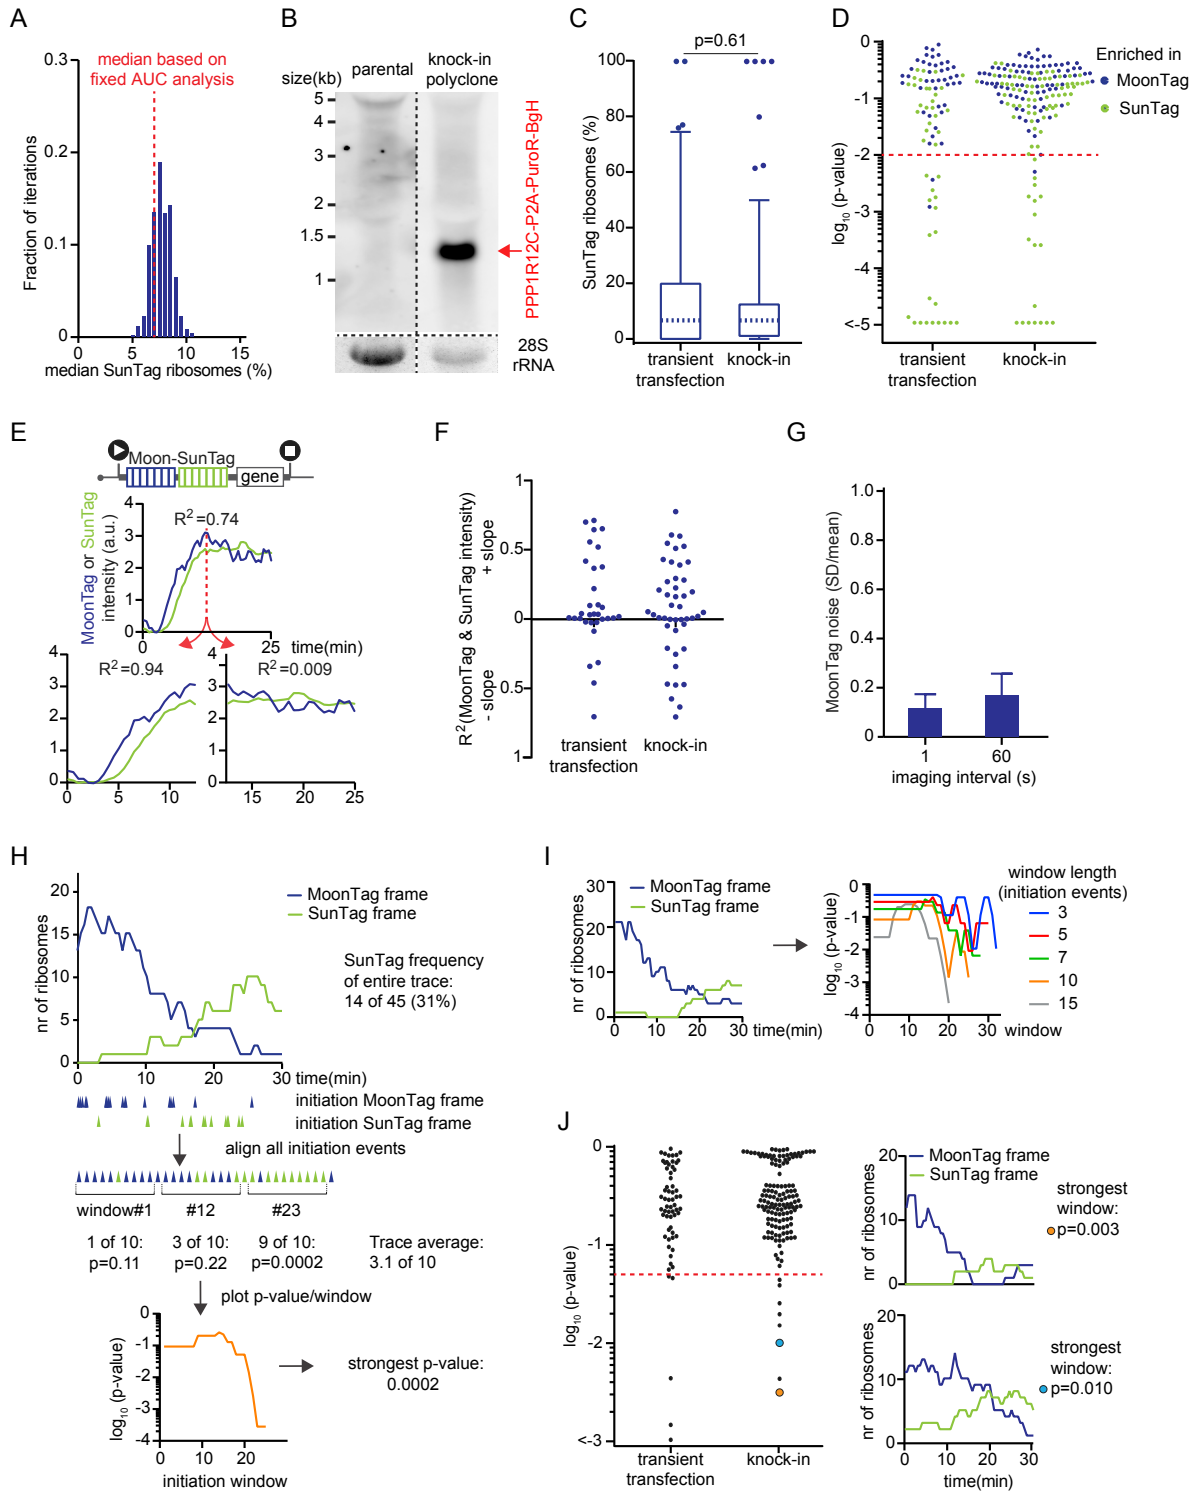 A
Fraction of iterations
0.3
0.2
0.1
0
median based on
fixed AUC analysis
0
5
10
15
median SunTag ribosomes (%)
B
size(kb)
parental
knock-in
polyclone
5
4
3
2
1.5
1
PPP1R12C-P2A-PuroR-BgH
28S
rRNA
C
p=0.61
SunTag ribosomes (%)
100
80
60
40
20
0
transient
transfection
knock-in
D
log10 (p-value)
0
-1
-2
-3
-4
<-5
Enriched in
MoonTag
SunTag
transient
transfection
knock-in
E
Moon-SunTag
gene
MoonTag or SunTag
intensity (a.u.)
4
3
2
1
0
R2=0.74
0
25
time(min)
R2=0.94
4
3
2
1
0
0
5
10
R2=0.009
4
3
2
1
0
15
20
25
F
R2(MoonTag & SunTag intensity)
- slope
+ slope
1
0.5
0
0.5
1
transient
transfection
knock-in
G
MoonTag noise (SD/mean)
1.0
0.8
0.6
0.4
0.2
0
1
60
imaging interval (s)
H
nr of ribosomes
20
15
10
5
0
MoonTag frame
SunTag frame
SunTag frequency
of entire trace:
14 of 45 (31%)
0
10
20
30
time(min)
initiation MoonTag frame
initiation SunTag frame
align all initiation events
window#1
#12
#23
1 of 10:
p=0.11
3 of 10:
p=0.22
9 of 10:
p=0.0002
Trace average:
3.1 of 10
plot p-value/window
log10 (p-value)
0
-1
-2
-3
-4
0
10
20
initiation window
strongest p-value:
0.0002
I
nr of ribosomes
30
20
10
0
MoonTag frame
SunTag frame
0
10
20
30
time(min)
log10 (p-value)
0
-1
-2
-3
-4
0
10
20
30
window
window length
(initiation events)
3
5
7
10
15
J
log10 (p-value)
0
-1
-2
<-3
transient
transfection
knock-in
nr of ribosomes
20
10
0
MoonTag frame
SunTag frame
strongest
window:
p=0.003
nr of ribosomes
20
10
0
strongest
window:
p=0.010
0
10
20
30
time(min)